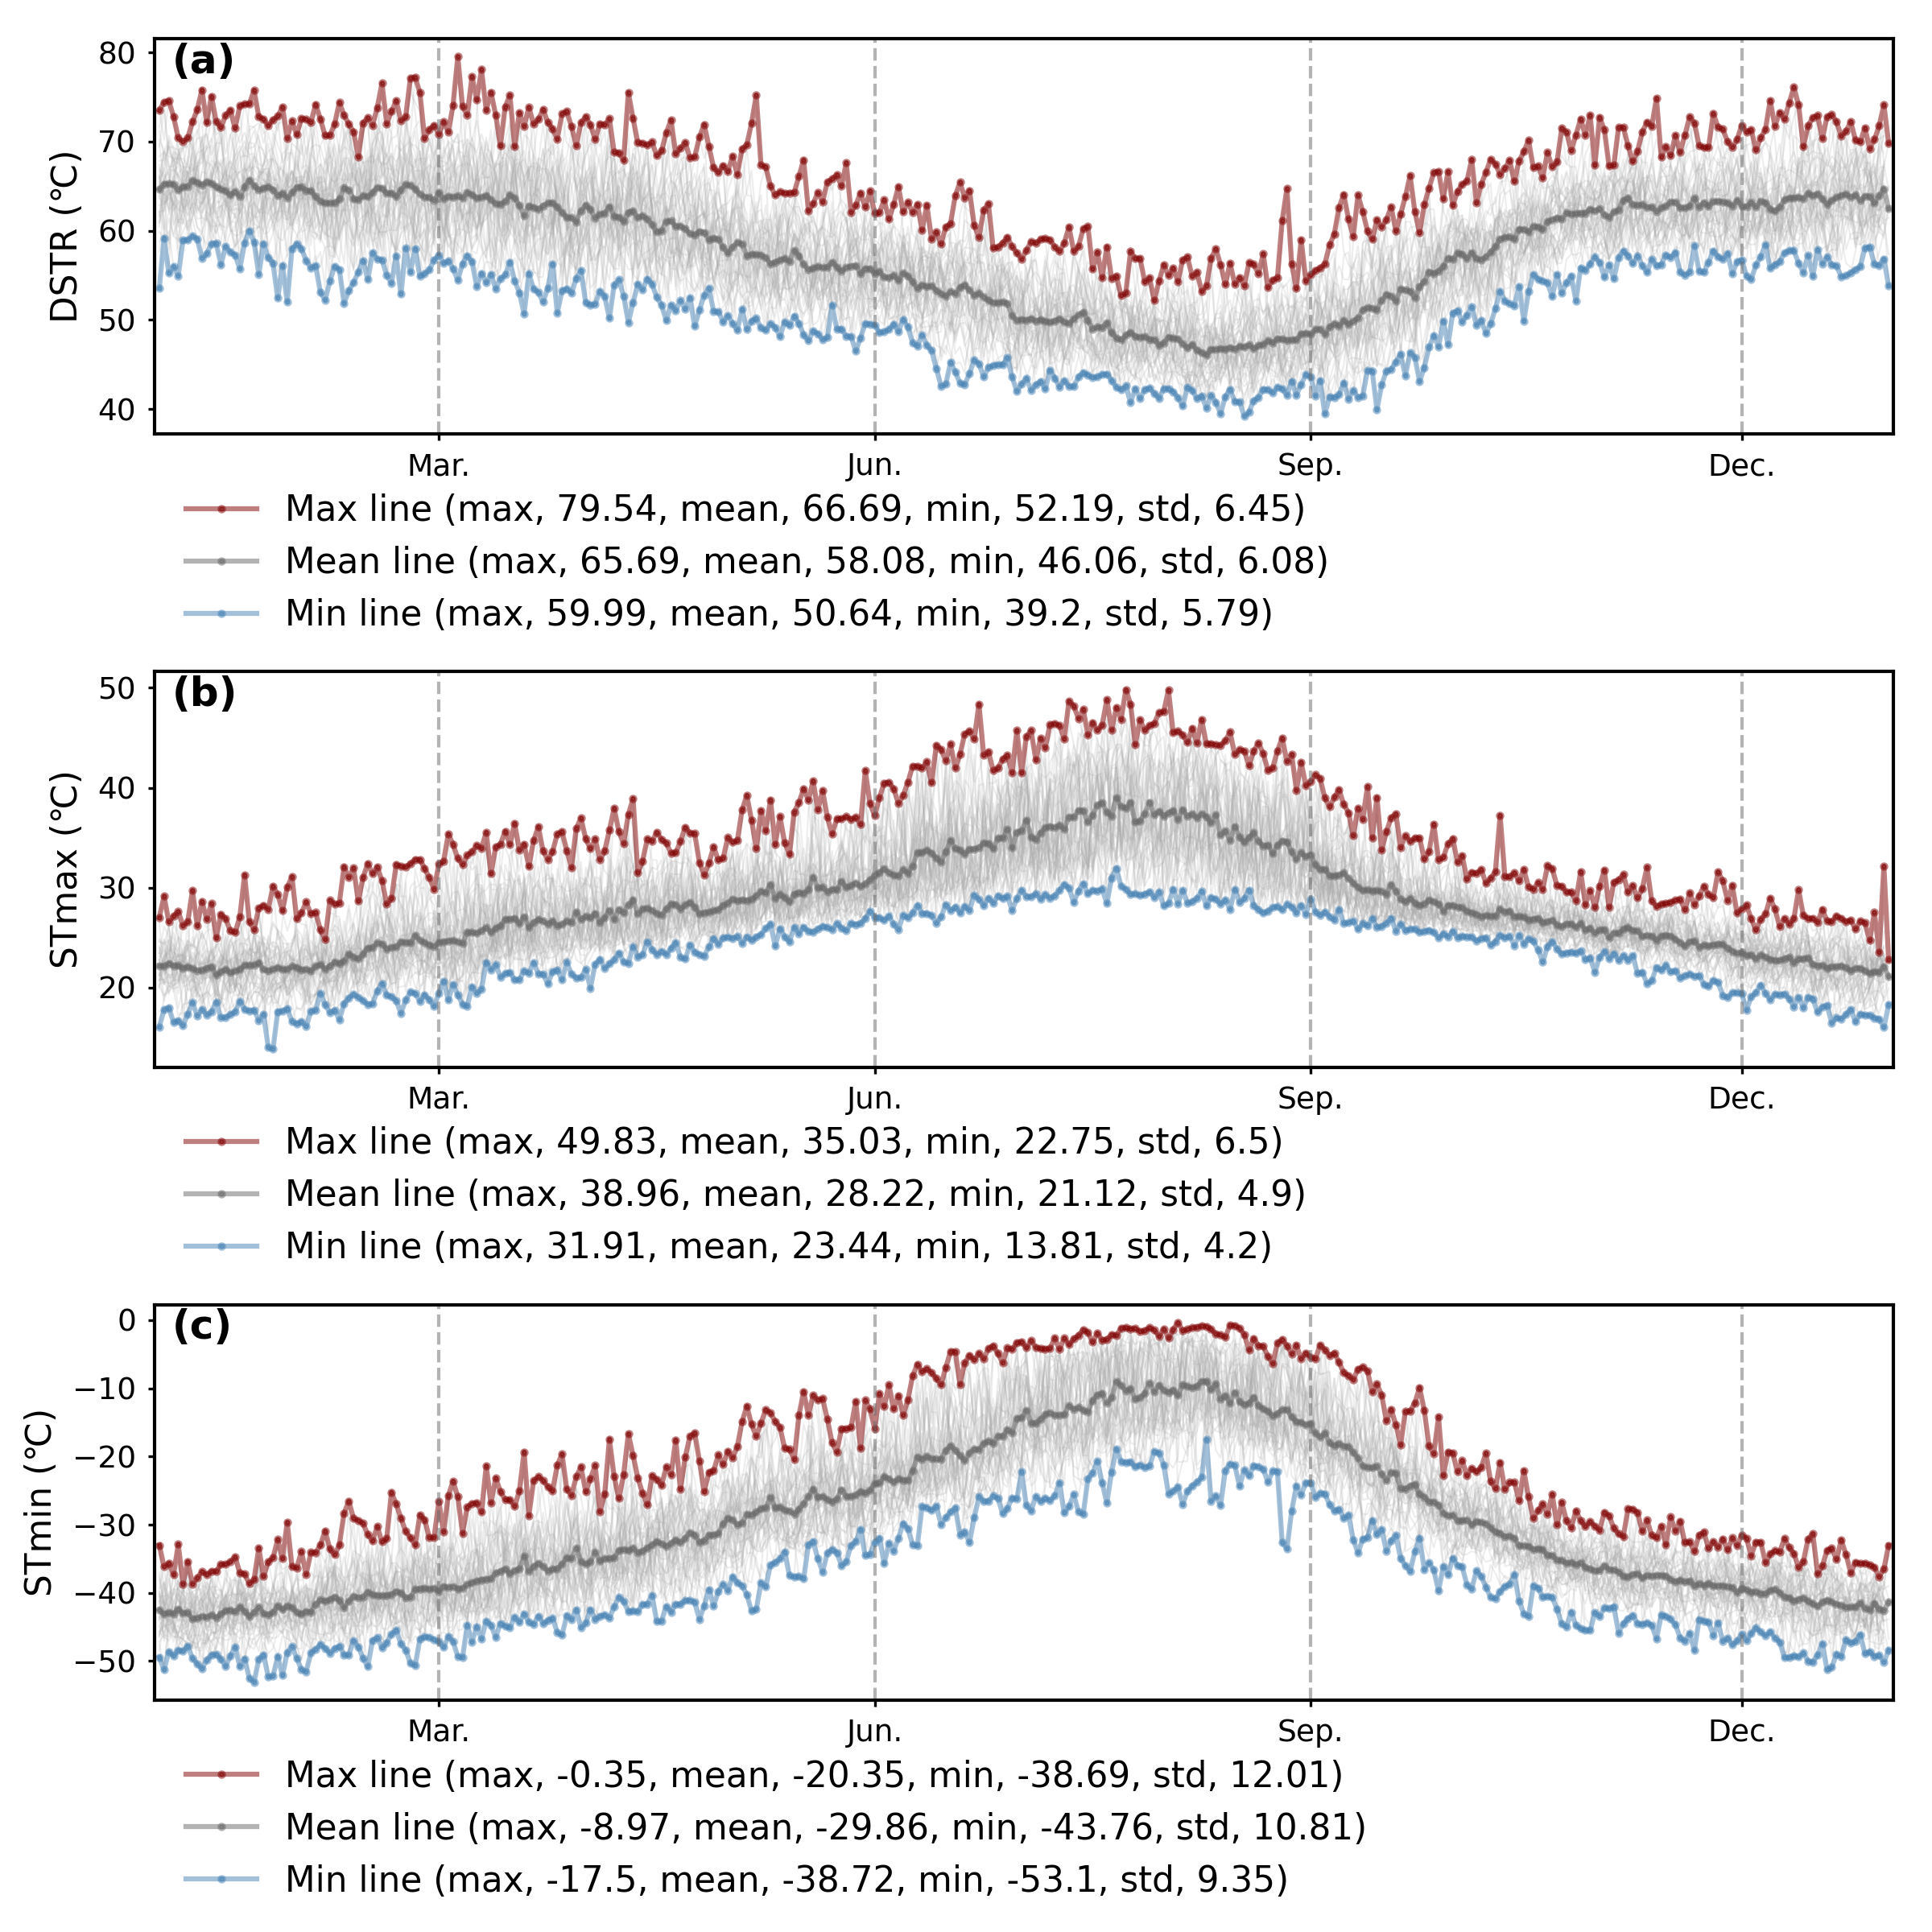 (a)
DSTR (℃)
80
70
60
50
40
Mar. Jun. Sep. Dec.
Max line (max, 79.54, mean, 66.69, min, 52.19, std, 6.45)
Mean line (max, 65.69, mean, 58.08, min, 46.06, std, 6.08)
Min line (max, 59.99, mean, 50.64, min, 39.2, std, 5.79)
(b)
STmax (℃)
50
40
30
20
Mar. Jun. Sep. Dec.
Max line (max, 49.83, mean, 35.03, min, 22.75, std, 6.5)
Mean line (max, 38.96, mean, 28.22, min, 21.12, std, 4.9)
Min line (max, 31.91, mean, 23.44, min, 13.81, std, 4.2)
(c)
STmin (℃)
0
−10
−20
−30
−40
−50
Mar. Jun. Sep. Dec.
Max line (max, -0.35, mean, -20.35, min, -38.69, std, 12.01)
Mean line (max, -8.97, mean, -29.86, min, -43.76, std, 10.81)
Min line (max, -17.5, mean, -38.72, min, -53.1, std, 9.35)